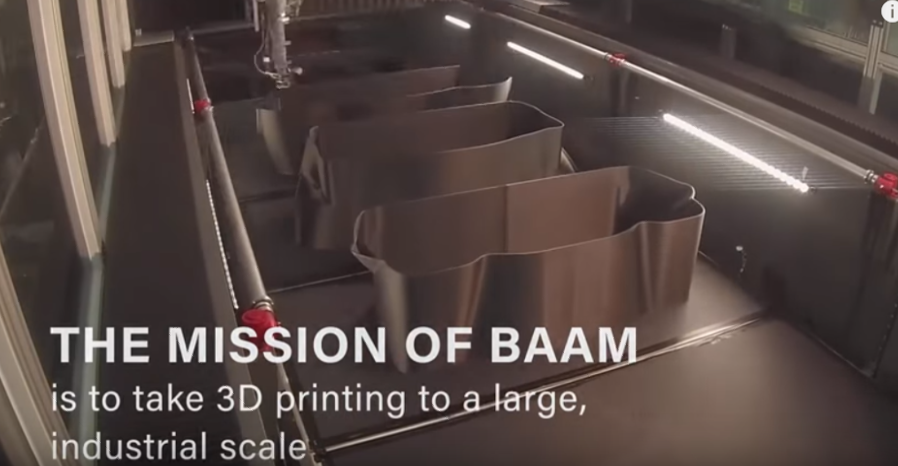 THE MISSION OF BAAM
is to take 3D printing to a large,
industrial scale